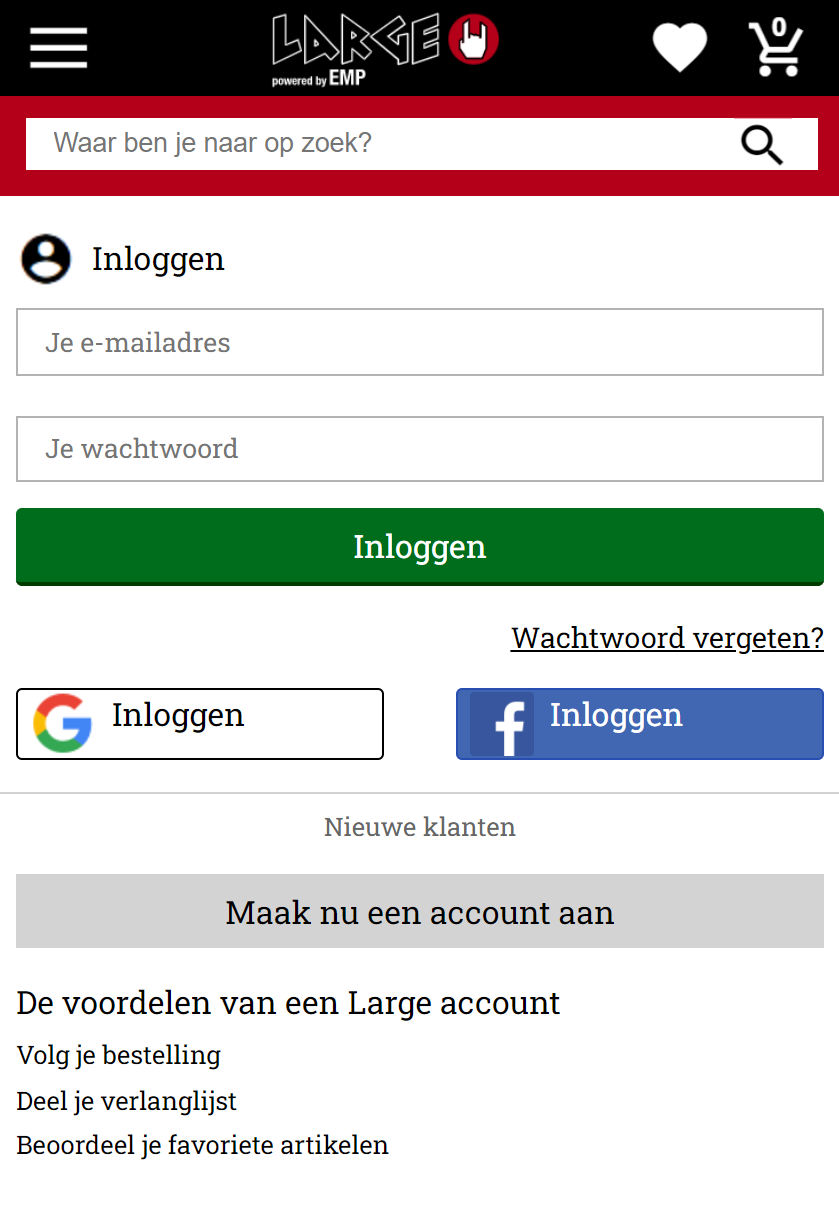 LARGE
powered by EMP
0
Waar ben je naar op zoek?
Inloggen
Je e-mailadres
Je wachtwoord
Inloggen
Wachtwoord vergeten?
Inloggen
Inloggen
Nieuwe klanten
Maak nu een account aan
De voordelen van een Large account
Volg je bestelling
Deel je verlanglijst
Beoordeel je favoriete artikelen